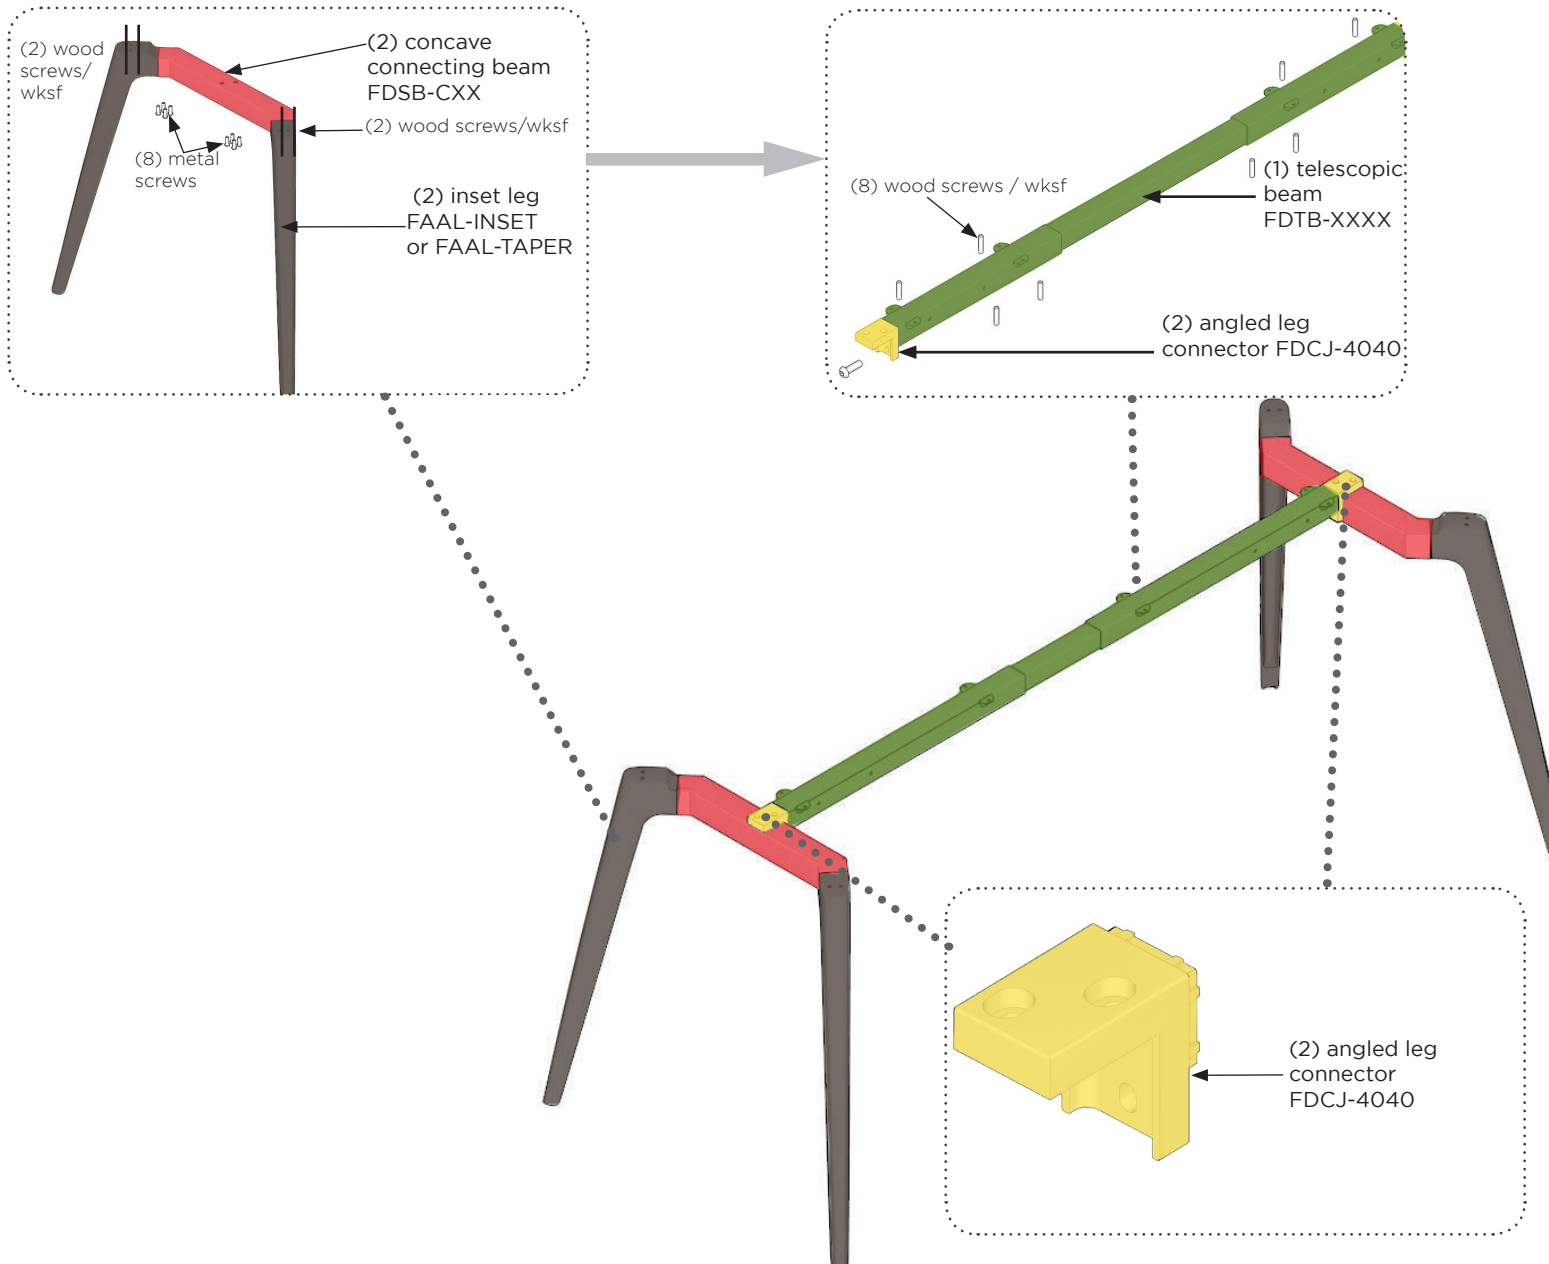 (2) wood
screws/
wksf
(2) concave
connecting beam
FDSB-CXX
(2) wood screws/wksf
(8) metal
screws
(2) inset leg
FAAL-INSET
or FAAL-TAPER
(8) wood screws / wksf
(1) telescopic
beam
FDTB-XXXX
(2) angled leg
connector FDCJ-4040
(2) angled leg
connector
FDCJ-4040